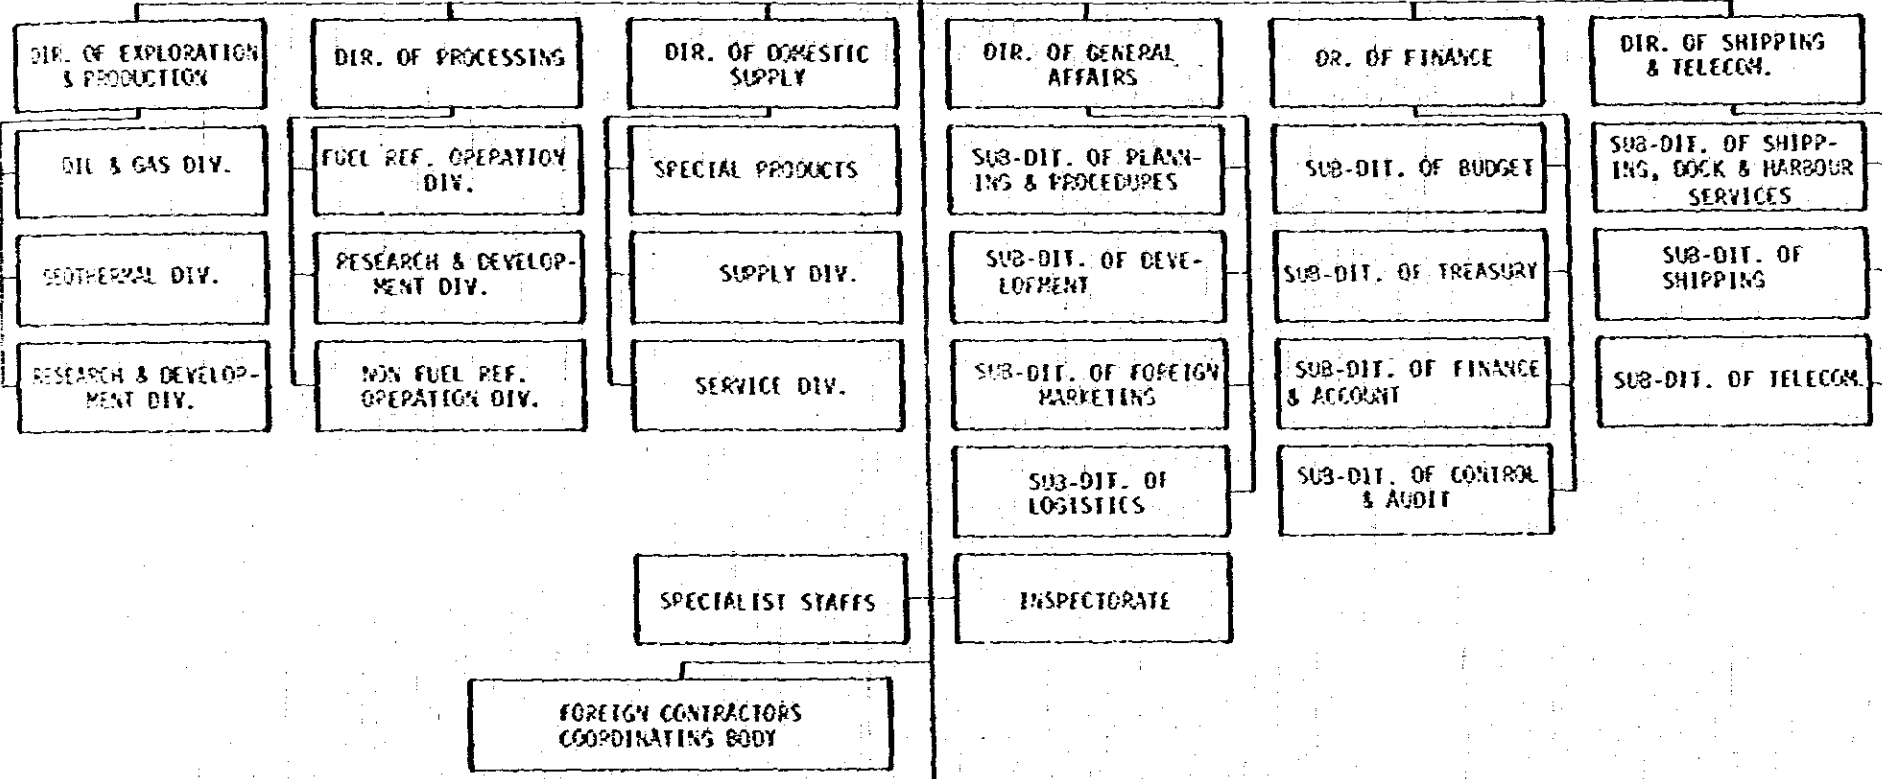 DIR. OF EXPLORATION
& PRODUCTION
DIR. OF PROCESSING
DIR. OF DOMESTIC
SUPPLY
DIR. OF GENERAL
AFFAIRS
DR. OF FINANCE
DIR. OF SHIPPING
& TELECOM.
OIL & GAS DIV.
FUEL REF. OPERATION
DIV.
SPECIAL PRODUCTS
SUB-DIT. OF PLANN-
ING & PROCEDURES
SUB-DIT. OF BUDGET
SUB-DIT. OF SHIPP-
ING, DOCK & HARBOUR
SERVICES
GEOTHERMAL DIV.
RESEARCH & DEVELOP-
MENT DIV.
SUPPLY DIV.
SUB-DIT. OF DEVE-
LOPMENT
SUB-DIT. OF TREASURY
SUB-DIT. OF
SHIPPING
RESEARCH & DEVELOP-
MENT DIV.
NON FUEL REF.
OPERATION DIV.
SERVICE DIV.
SUB-DIT. OF FOREIGN
MARKETING
SUB-DIT. OF FINANCE
& ACCOUNT
SUB-DIT. OF TELECOM.
SUB-DIT. OF
LOGISTICS
SUB-DIT. OF CONTROL
& AUDIT
SPECIALIST STAFFS
INSPECTORATE
FOREIGN CONTRACTORS
COORDINATING BODY